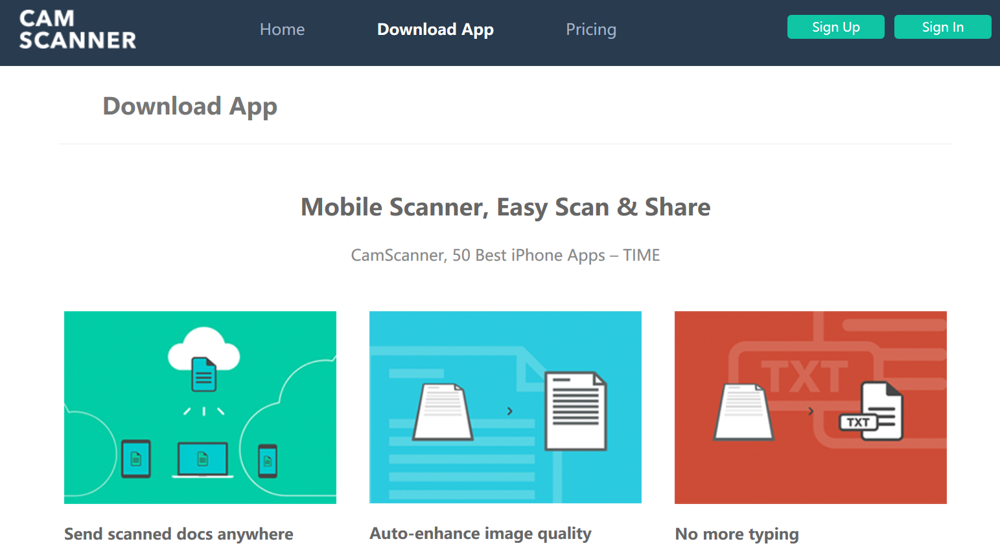 CAM
SCANNER
Home
Download App
Pricing
Sign Up
Sign In
Download App
Mobile Scanner, Easy Scan & Share
CamScanner, 50 Best iPhone Apps – TIME
TXT
TXT
Send scanned docs anywhere
Auto-enhance image quality
No more typing